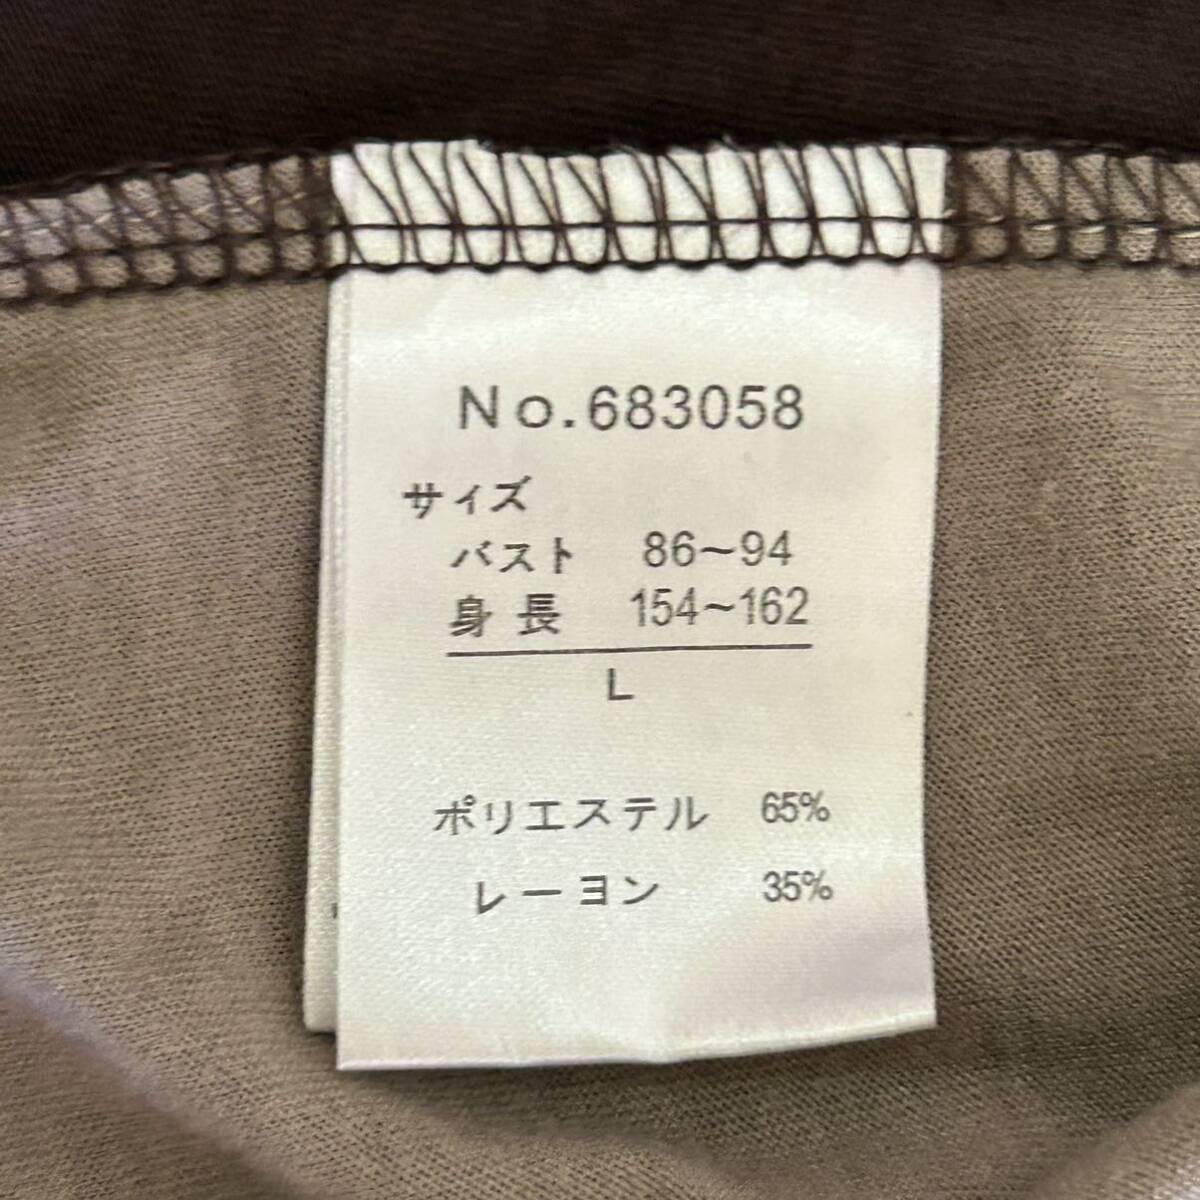 No.683058
サイズ
バスト 86~94
身長 154~162
L
ポリエステル 65%
レーヨン 35%